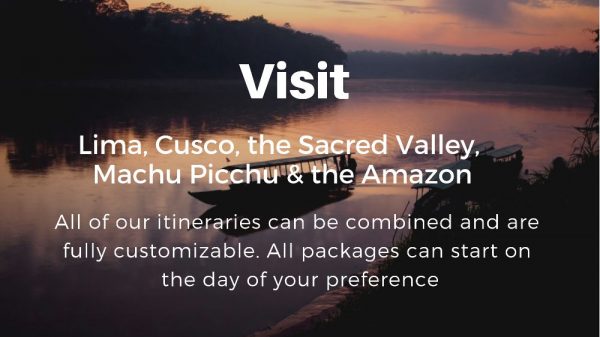 Visit
Lima, Cusco, the Sacred Valley,
Machu Picchu & the Amazon
All of our itineraries can be combined and are
fully customizable. All packages can start on
the day of your preference